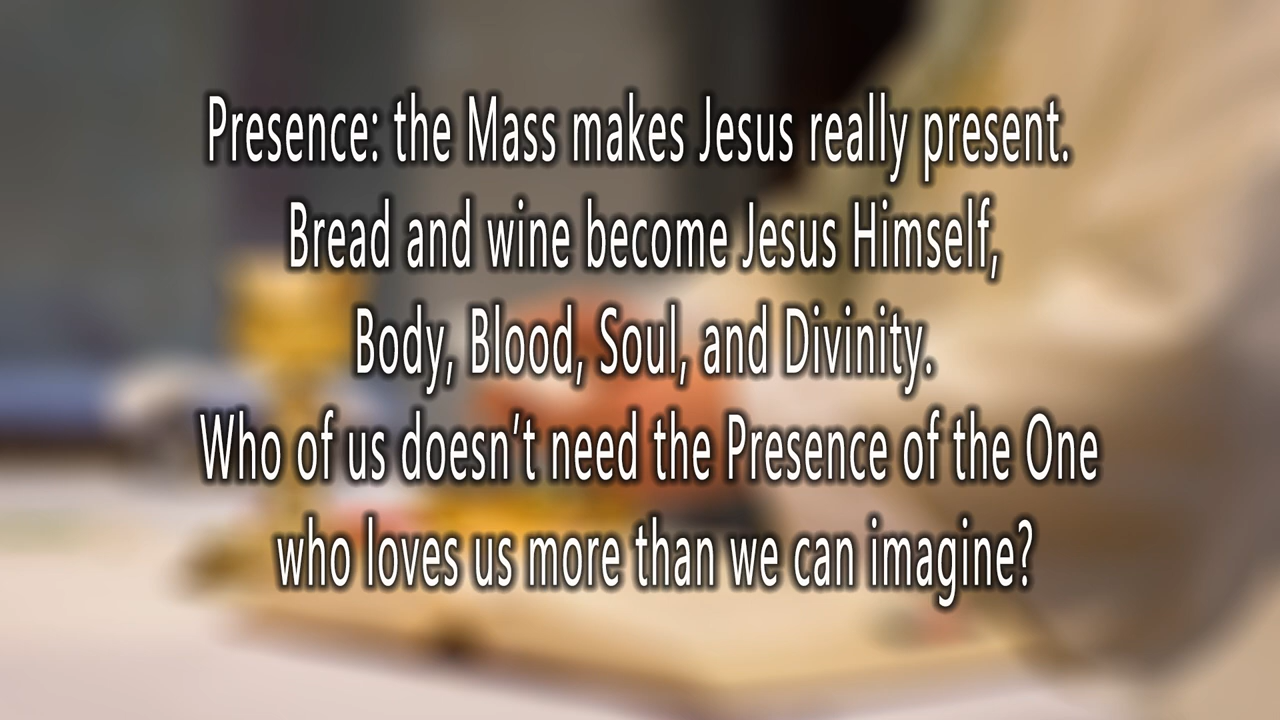 Presence: the Mass makes Jesus really present.
Bread and wine become Jesus Himself,
Body, Blood, Soul, and Divinity.
Who of us doesn’t need the Presence of the One
who loves us more than we can imagine?